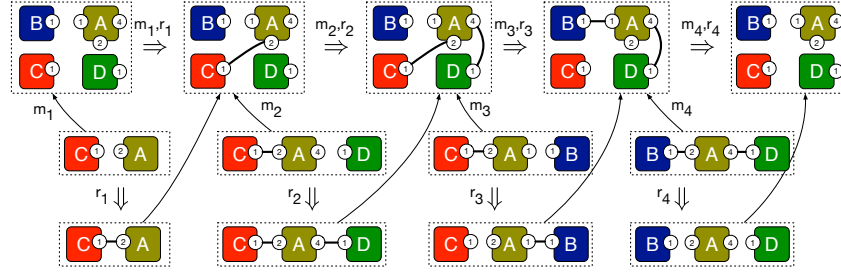 B 1 1 A 4 m₁,r₁ B 1 1 A 4 m₂,r₂ B 1 1 A 4 m₃,r₃ B 1 1 A 4 m₄,r₄ B 1 1 A 4
2 ⇒ 2 ⇒ 2 ⇒ 2 ⇒ 2
C 1 D 1 C 1 D 1 C 1 D 1 C 1 D 1 C 1 D 1
m₁ m₂ m₃ m₄
C 1 2 A C 1 2 A 4 1 D C 1 2 A 1 1 B B 1 2 A 4 1 D
r₁ ⇓ r₂ ⇓ r₃ ⇓ r₄ ⇓
C 1 2 A C 1 2 A 4 1 D C 1 2 A 1 1 B B 1 2 A 4 1 D